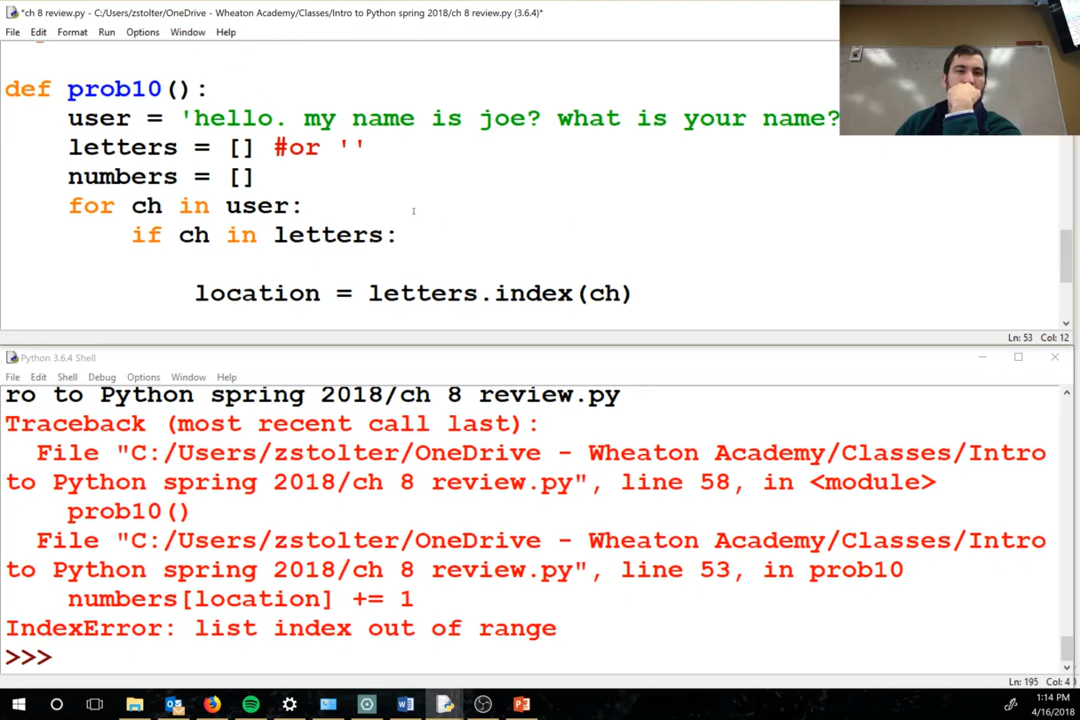 *ch 8 review.py - C:/Users/zstolter/OneDrive - Wheaton Academy/Classes/Intro to Python spring 2018/ch 8 review.py (3.6.4)*
File Edit Format Run Options Window Help
def prob10():
user = 'hello. my name is joe? what is your name?
letters = [] #or ''
numbers = []
for ch in user:
if ch in letters:
location = letters.index(ch)
Ln: 53 Col: 12
Python 3.6.4 Shell
File Edit Shell Debug Options Window Help
ro to Python spring 2018/ch 8 review.py
Traceback (most recent call last):
File "C:/Users/zstolter/OneDrive - Wheaton Academy/Classes/Intro
to Python spring 2018/ch 8 review.py", line 58, in <module>
prob10()
File "C:/Users/zstolter/OneDrive - Wheaton Academy/Classes/Intro
to Python spring 2018/ch 8 review.py", line 53, in prob10
numbers[location] += 1
IndexError: list index out of range
>>>
Ln: 195 Col: 4
1:14 PM
4/16/2018